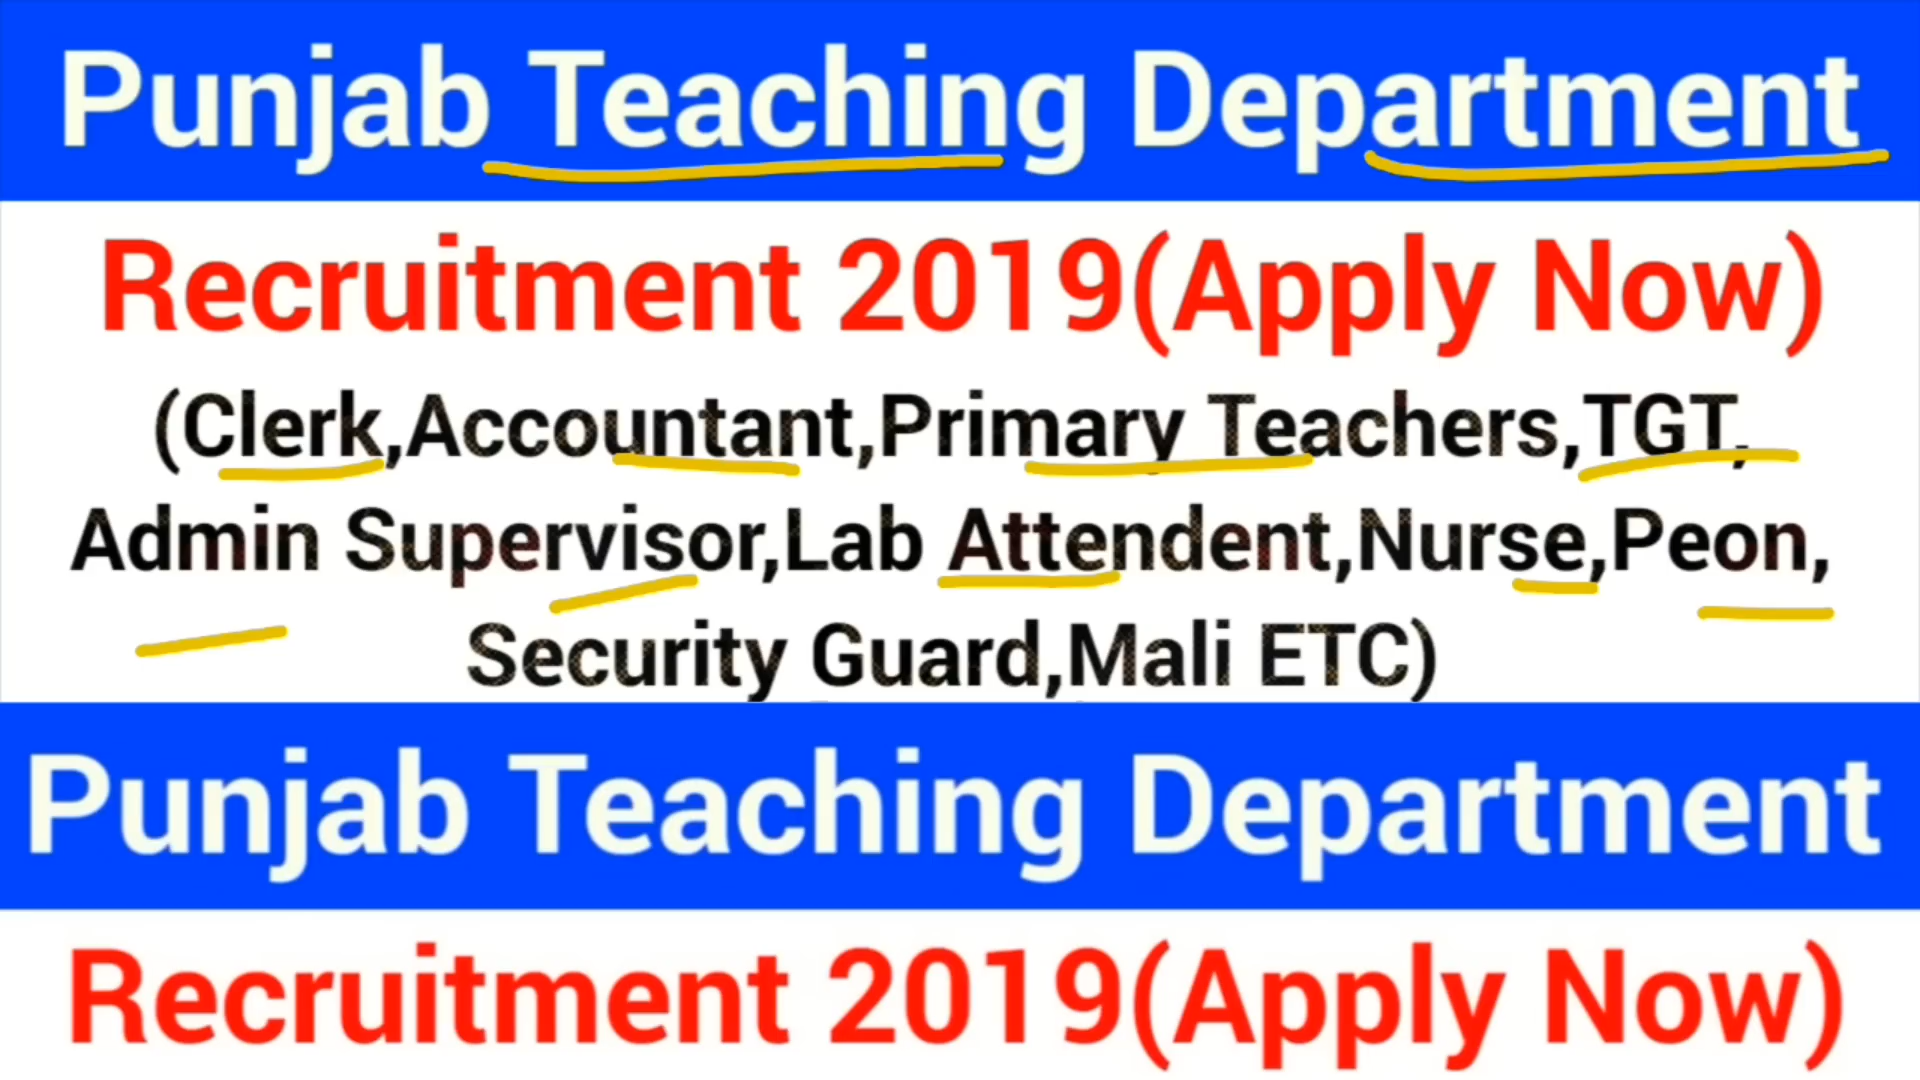 Punjab Teaching Department
Recruitment 2019(Apply Now)
(Clerk,Accountant,Primary Teachers,TGT,
Admin Supervisor,Lab Attendent,Nurse,Peon,
Security Guard,Mali ETC)
Punjab Teaching Department
Recruitment 2019(Apply Now)